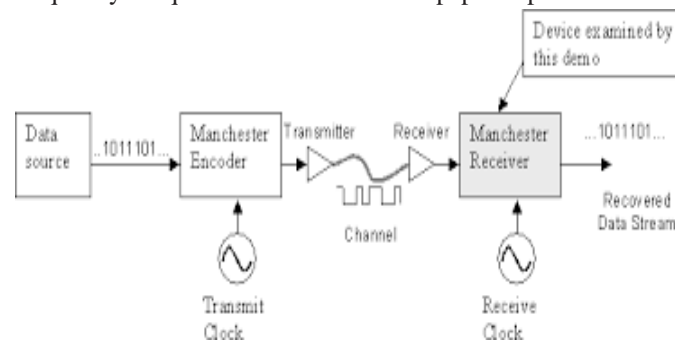 Device examined by
this demo
Data
source
..1011101...
Manchester
Encoder
Transmitter
Receiver
Manchester
Receiver
...1011101...
Channel
Recovered
Data Stream
Transmit
Clock
Receive
Clock